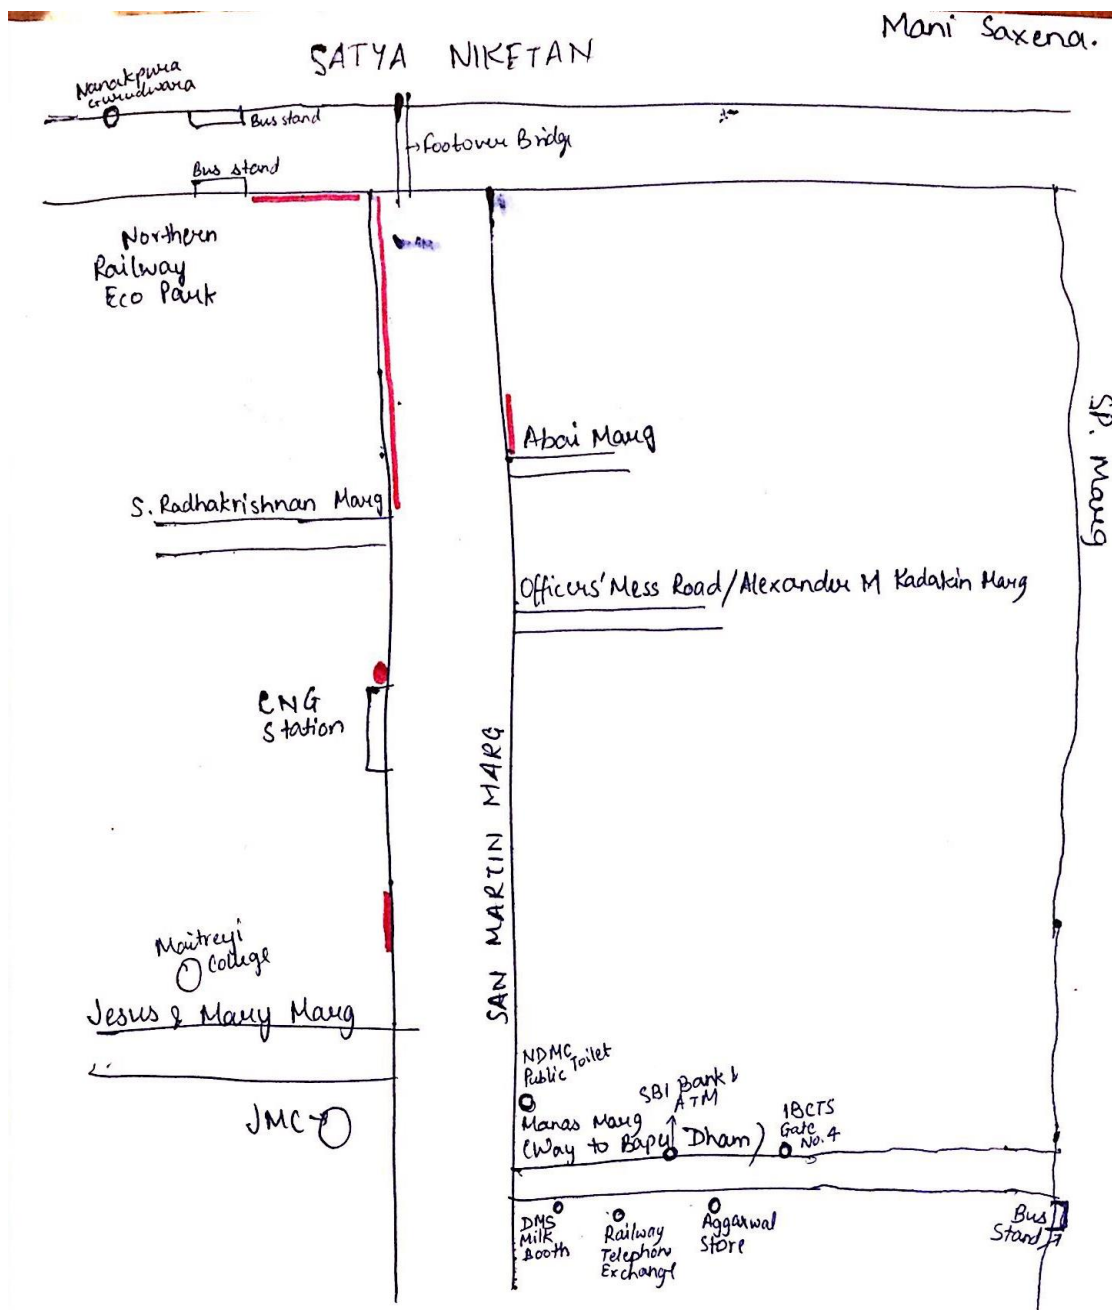 Mani Saxena.
SATYA NIKETAN
Nanakpura
Gurudwara
Bus stand
Footover Bridge
Bus stand
Northern
Railway
Eco Park
SP. Marg
Abai Marg
S. Radhakrishnan Marg
Officers' Mess Road/Alexander M Kadakin Marg
CNG
Station
SAN MARTIN MARG
Maitreyi
College
Jesus & Mary Marg
JMC
NDMC
Public Toilet
SBI Bank &
ATM
Manas Marg
(Way to Bapu Dham)
IBCTS
Gate
No. 4
DMS
Milk
Booth
Railway
Telephone
Exchange
Aggarwal
Store
Bus
Stand